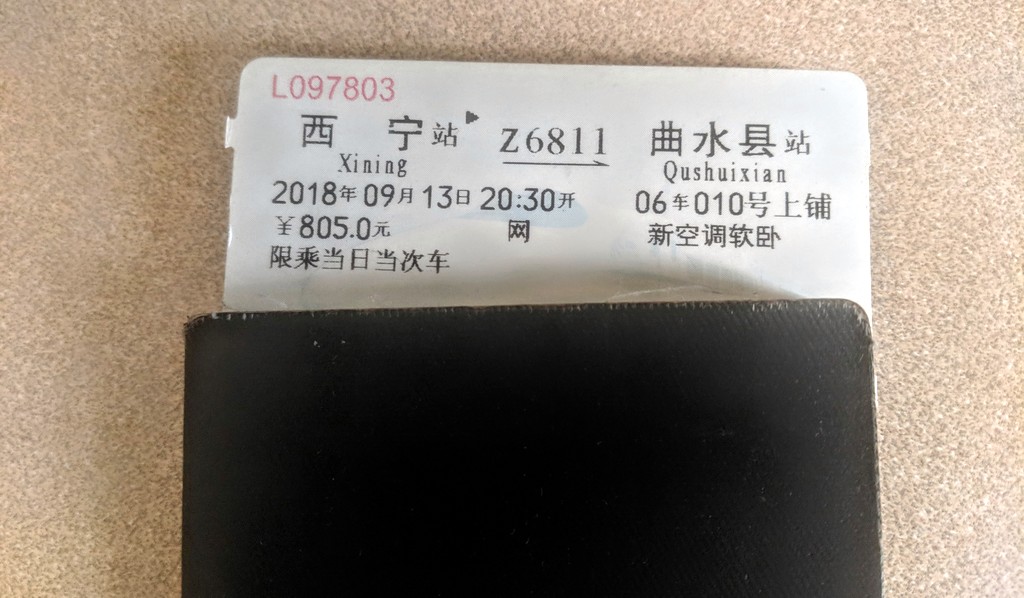 L097803
西宁站 Z6811 曲水县站
Xining Qushuixian
2018年09月13日 20:30开 06车010号上铺
￥805.0元 网 新空调软卧
限乘当日当次车